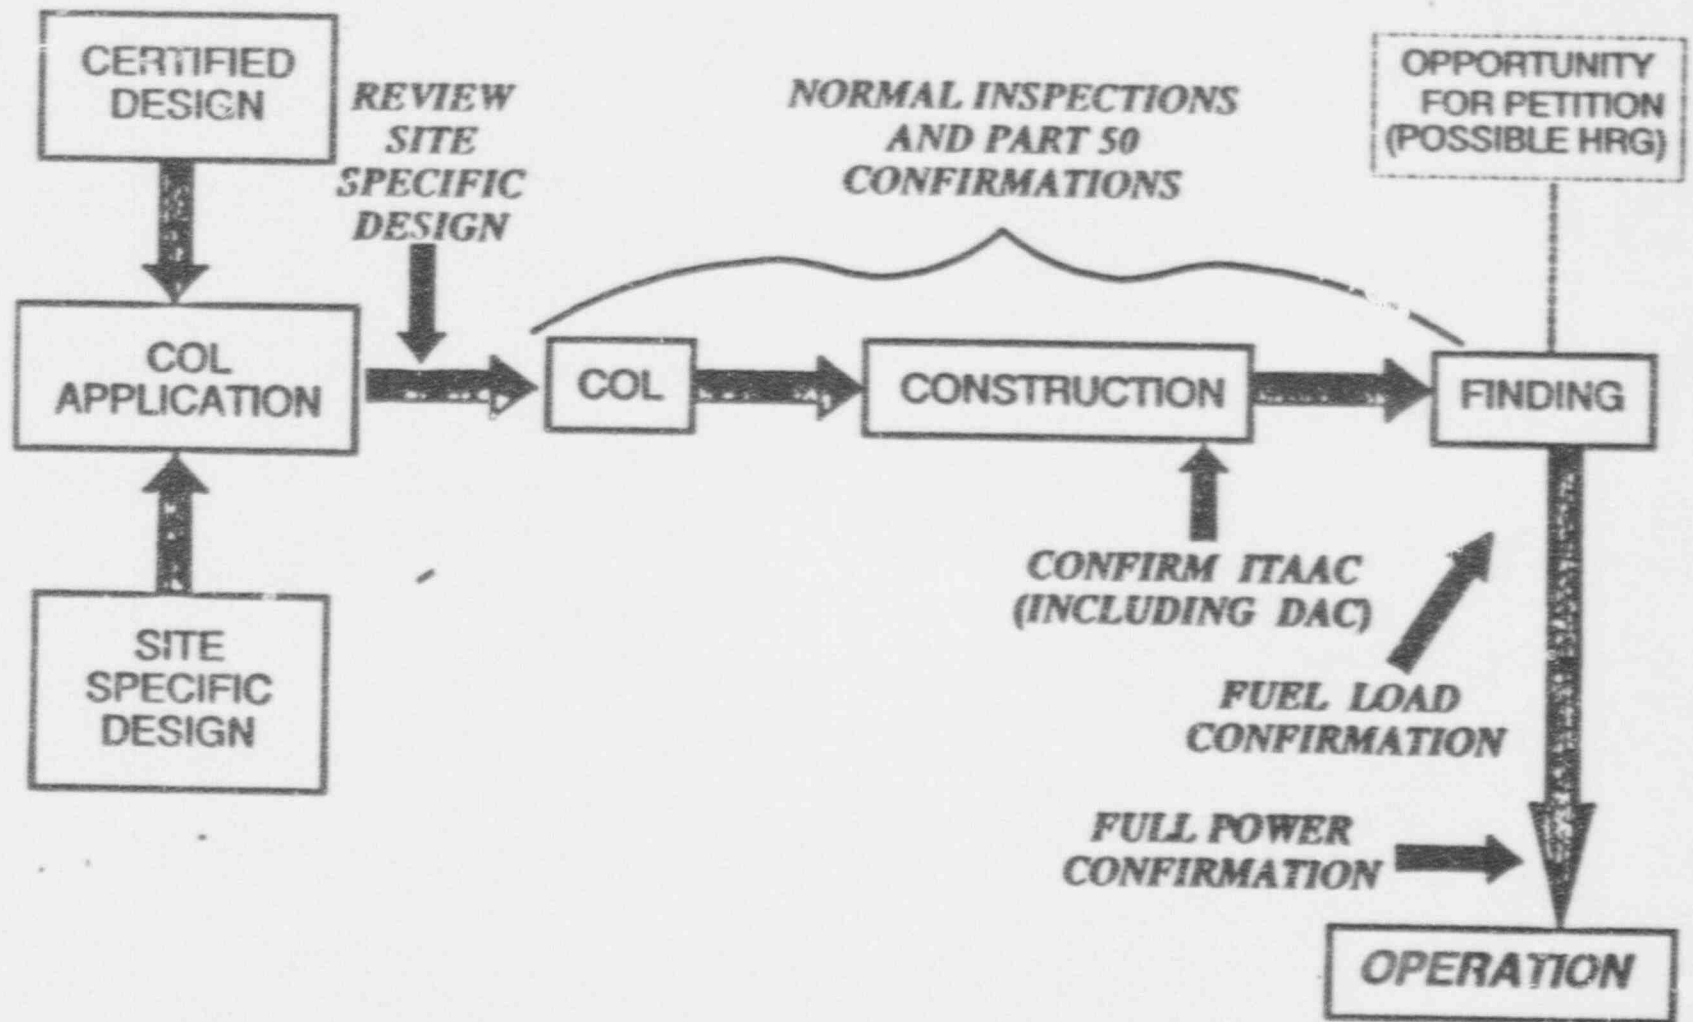 CERTIFIED
DESIGN
REVIEW
SITE
SPECIFIC
DESIGN
NORMAL INSPECTIONS
AND PART 50
CONFIRMATIONS
OPPORTUNITY
FOR PETITION
(POSSIBLE HRG)
COL
APPLICATION
COL
CONSTRUCTION
FINDING
SITE
SPECIFIC
DESIGN
CONFIRM ITAAC
(INCLUDING DAC)
FUEL LOAD
CONFIRMATION
FULL POWER
CONFIRMATION
OPERATION